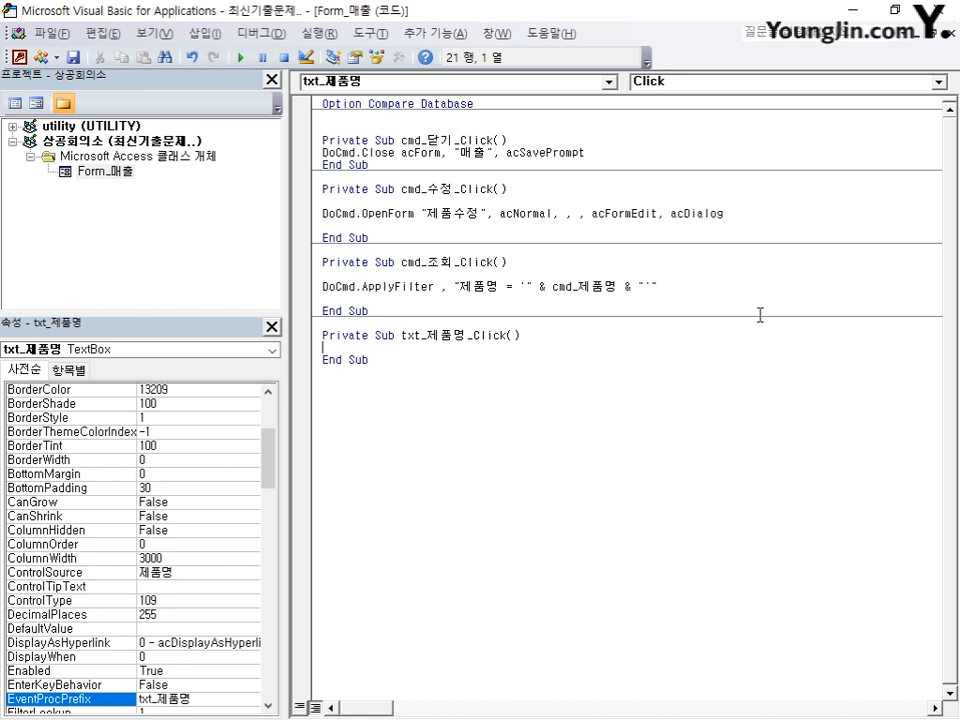 Microsoft Visual Basic for Applications - 최신기출문제.. - [Form_매출 (코드)]
Younglin.com Y.
파일(F) 편집(E) 보기(V) 삽입(I) 디버그(D) 실행(R) 도구(T) 추가 기능(A) 창(W) 도움말(H)
21 행, 1 열
프로젝트 - 상공회의소
txt_제품명
Click
utility (UTILITY)
상공회의소 (최신기출문제..)
Microsoft Access 클래스 개체
Form_매출
Option Compare Database
Private Sub cmd_닫기_Click()
DoCmd.Close acForm, "매출", acSavePrompt
End Sub
Private Sub cmd_수정_Click()
DoCmd.OpenForm "제품수정", acNormal, , , acFormEdit, acDialog
End Sub
Private Sub cmd_조회_Click()
DoCmd.ApplyFilter , "제품명 = '" & cmd_제품명 & "'"
End Sub
Private Sub txt_제품명_Click()
End Sub
속성 - txt_제품명
txt_제품명 TextBox
사전순 항목별
BorderColor 13209
BorderShade 100
BorderStyle 1
BorderThemeColorIndex -1
BorderTint 100
BorderWidth 0
BottomMargin 0
BottomPadding 30
CanGrow False
CanShrink False
ColumnHidden False
ColumnOrder 0
ColumnWidth 3000
ControlSource 제품명
ControlTipText
ControlType 109
DecimalPlaces 255
DefaultValue
DisplayAsHyperlink 0 - acDisplayAsHyperli
DisplayWhen 0
Enabled True
EnterKeyBehavior False
EventProcPrefix txt_제품명
FilterLookup 1